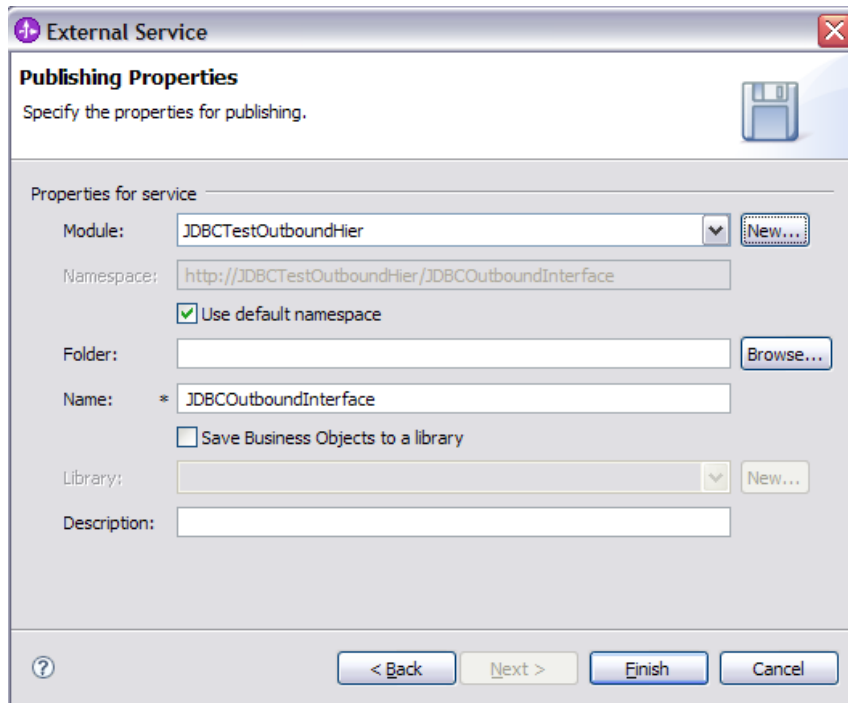 External Service
Publishing Properties
Specify the properties for publishing.
Properties for service
Module: JDBCTestOutboundHier New...
Namespace: http://JDBCTestOutboundHier/JDBCOutboundInterface
Use default namespace
Folder: Browse...
Name: * JDBCOutboundInterface
Save Business Objects to a library
Library: New...
Description:
? < Back Next > Finish Cancel